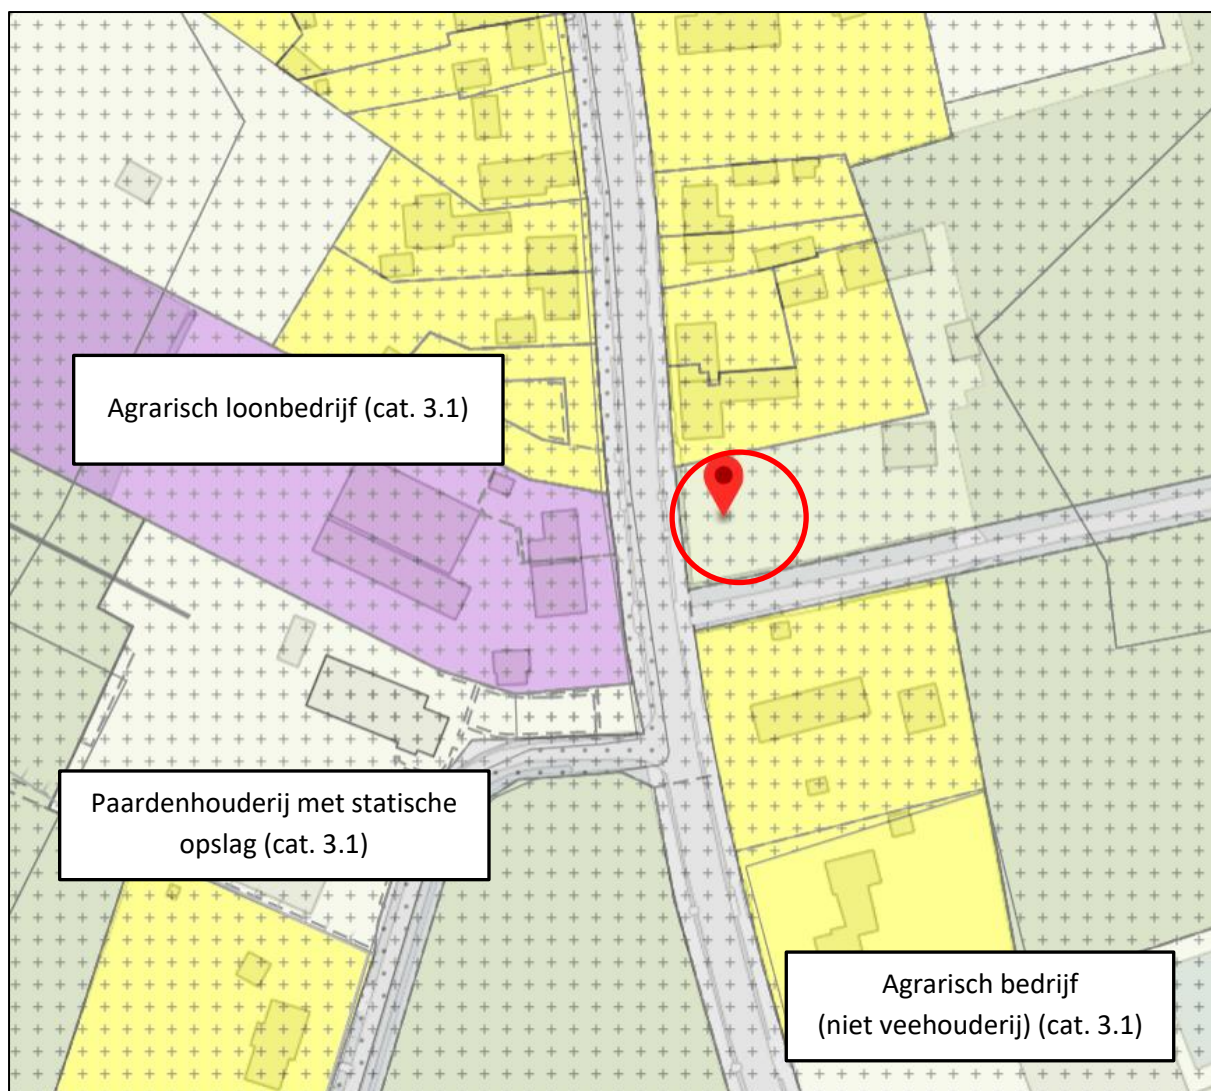 Agrarisch loonbedrijf (cat. 3.1)
Paardenhouderij met statische
opslag (cat. 3.1)
Agrarisch bedrijf
(niet veehouderij) (cat. 3.1)